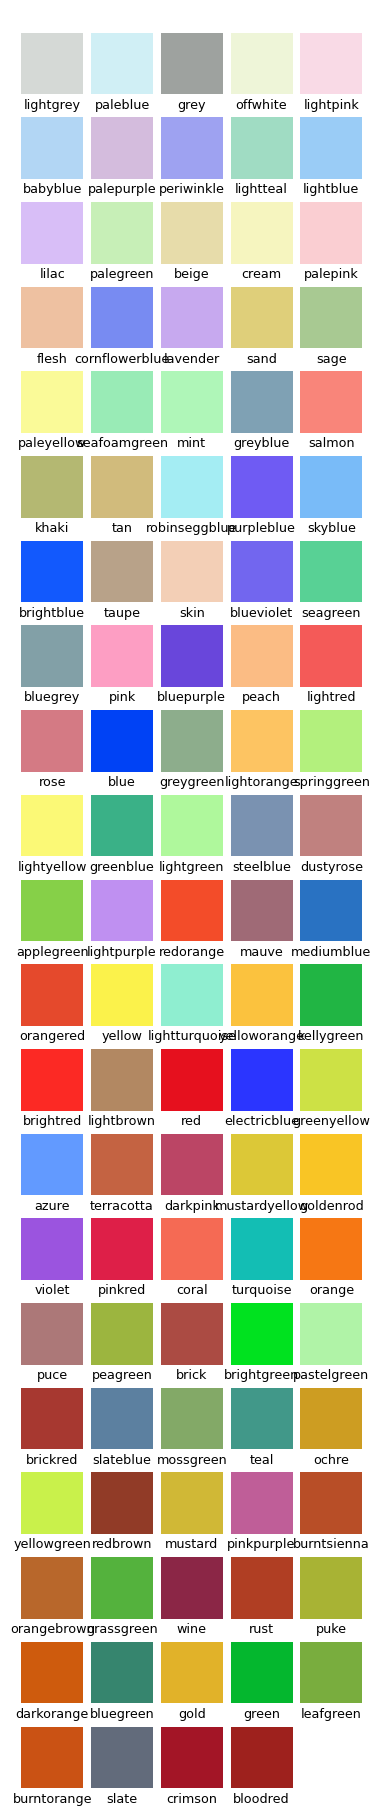 lightgrey paleblue grey offwhite lightpink
babyblue palepurple periwinkle lightteal lightblue
lilac palegreen beige cream palepink
flesh cornflowerblue lavender sand sage
paleyellow seafoamgreen mint greyblue salmon
khaki tan robinseggblue purpleblue skyblue
brightblue taupe skin blueviolet seagreen
bluegrey pink bluepurple peach lightred
rose blue greygreen lightorange springgreen
lightyellow greenblue lightgreen steelblue dustyrose
applegreen lightpurple redorange mauve mediumblue
orangered yellow lightturquoise yelloworange kellygreen
brightred lightbrown red electricblue greenyellow
azure terracotta darkpink mustardyellow goldenrod
violet pinkred coral turquoise orange
puce peagreen brick brightgreen pastelgreen
brickred slateblue mossgreen teal ochre
yellowgreen redbrown mustard pinkpurple burntsienna
orangebrown grassgreen wine rust puke
darkorange bluegreen gold green leafgreen
burntorange slate crimson bloodred